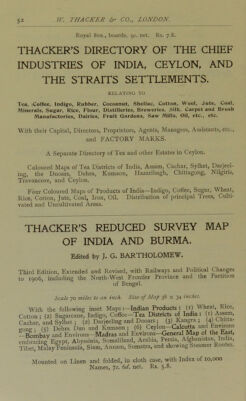 52 W. THACKER & CO., LONDON.
Royal 8vo., boards, 9s. net. Rs. 7.8.
THACKER'S DIRECTORY OF THE CHIEF
INDUSTRIES OF INDIA, CEYLON, AND
THE STRAITS SETTLEMENTS.
RELATING TO
Tea, Coffee, Indigo, Rubber, Cocoanut, Shellac, Cotton, Wool, Jute, Coal,
Minerals, Sugar, Rice, Flour, Distilleries, Breweries, Silk, Carpet and Brush
Manufactories, Dairies, Fruit Gardens, Saw Mills, Oil, etc., etc.
With their Capital, Directors, Proprietors, Agents, Managers, Assistants, etc.,
and FACTORY MARKS.
A Separate Directory of Tea and other Estates in Ceylon.
Coloured Maps of Tea Districts of India, Assam, Cachar, Sylhet, Darjeel-
ing, the Dooars, Dehra, Kumaon, Hazaribagh, Chittagong, Nilgiris,
Travancore, and Ceylon.
Four Coloured Maps of Products of India—Indigo, Coffee, Sugar, Wheat,
Rice, Cotton, Jute, Coal, Iron, Oil, Distribution of principal Trees, Culti-
vated and Uncultivated Areas.
THACKER'S REDUCED SURVEY MAP
OF INDIA AND BURMA.
Edited by J. G. BARTHOLOMEW.
Third Edition, Extended and Revised, with Railways and Political Changes
to 1906, including the North-West Frontier Province and the Partition
of Bengal.
Scale 70 miles to an inch. Size of Map 36 x 34 inches.
With the following inset Maps: Indian Products: (1) Wheat, Rice,
Cotton; (2) Sugarcane, Indigo, Coffee—Tea Districts of India: (1) Assam,
Cachar, and Sylhet; (2) Darjeeling and Dooars; (3) Kangra; (4) Chitta-
gong; (5) Dehra Dun and Kumaon; (6) Ceylon—Calcutta and Environs
—Bombay and Environs—Madras and Environs—General Map of the East,
embracing Egypt, Abyssinia, Somaliland, Arabia, Persia, Afghanistan, India,
Tibet, Malay Peninsula, Siam, Annam, Sumatra, and showing Steamer Routes.
Mounted on Linen and folded, in cloth case, with Index of 10,000
Names, 7s. 6d. net. Rs. 5.8.